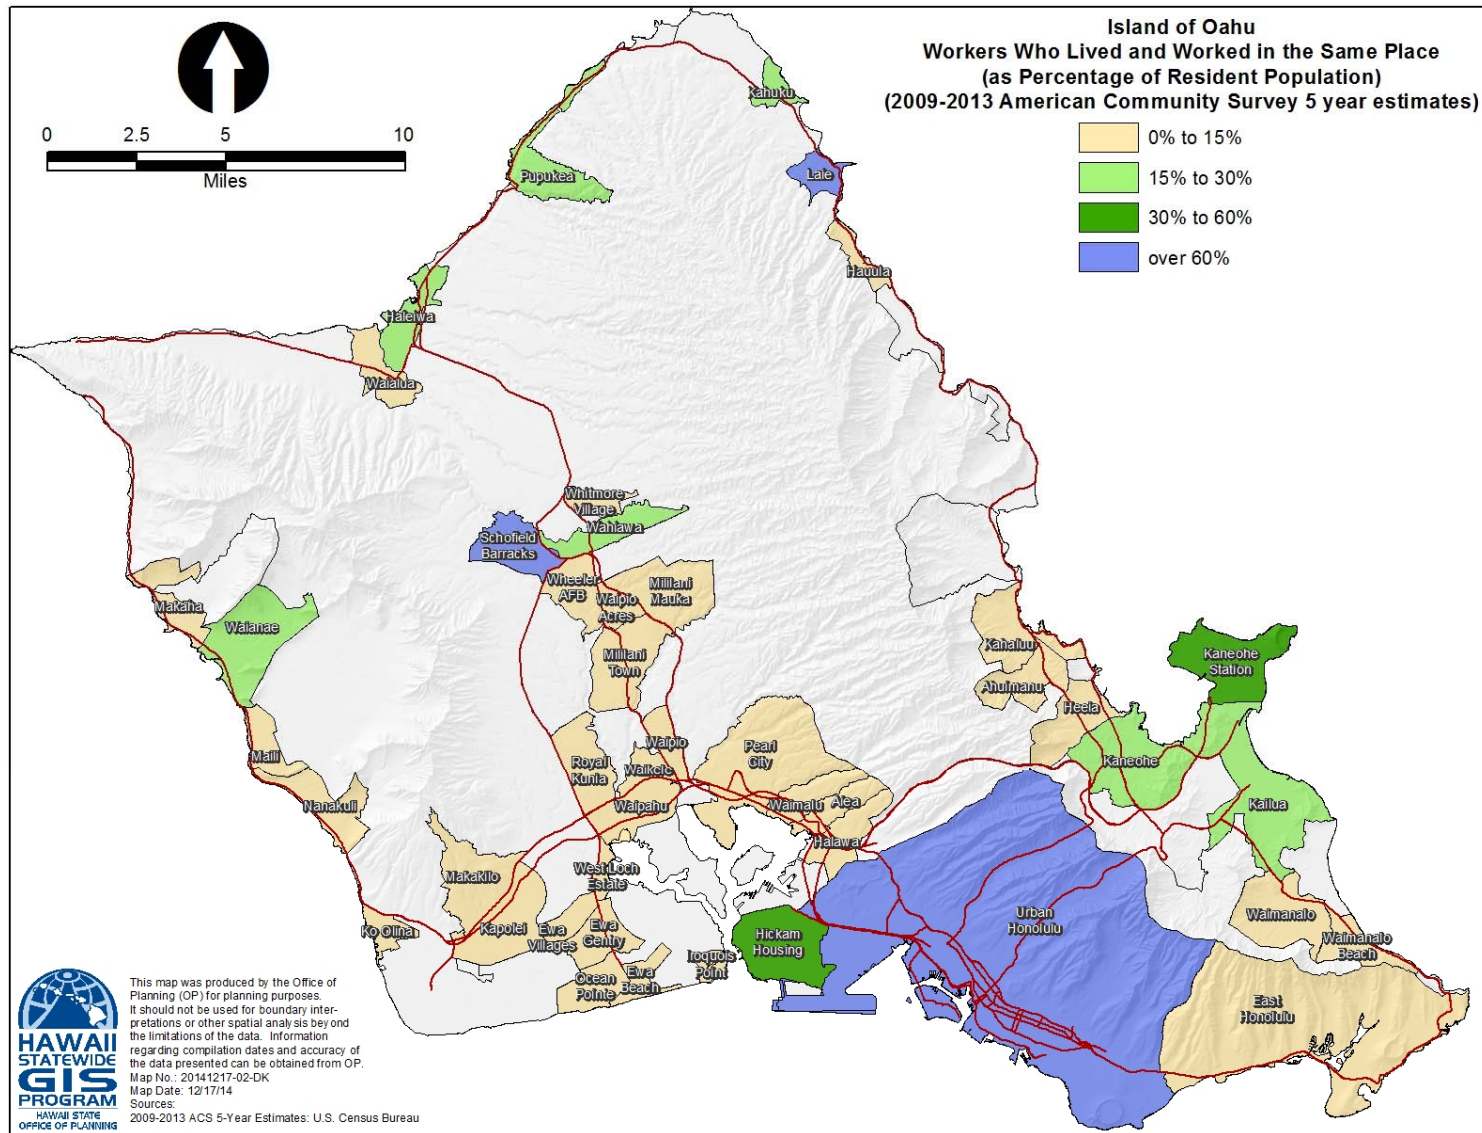 Island of Oahu
Workers Who Lived and Worked in the Same Place
(as Percentage of Resident Population)
(2009-2013 American Community Survey 5 year estimates)
0% to 15%
15% to 30%
30% to 60%
over 60%
0 2.5 5 10
Miles
Kahuku
Pupukea
Laie
Hauula
Haleiwa
Waialua
Whitmore
Village
Wahiawa
Schofield
Barracks
Wheeler
AFB
Waipio
Acres
Mililani
Mauka
Makaha
Waianae
Mililani
Town
Kahaluu
Ahuimanu
Heeia
Kaneohe
Station
Maili
Nanakuli
Royal
Kunia
Waipio
Waikele
Waipahu
Pearl
City
Waimalu
Aiea
Halawa
Kaneohe
Kailua
Makakilo
West Loch
Estate
Ko Olina
Kapolei
Ewa
Villages
Ewa
Gentry
Ocean
Pointe
Ewa
Beach
Iroquois
Point
Hickam
Housing
Urban
Honolulu
Waimanalo
Waimanalo
Beach
East
Honolulu
HAWAII
STATEWIDE
GIS
PROGRAM
HAWAII STATE
OFFICE OF PLANNING
This map was produced by the Office of
Planning (OP) for planning purposes.
It should not be used for boundary inter-
pretations or other spatial analysis beyond
the limitations of the data. Information
regarding compilation dates and accuracy of
the data presented can be obtained from OP.
Map No.: 20141217-02-DK
Map Date: 12/17/14
Sources:
2009-2013 ACS 5-Year Estimates: U.S. Census Bureau